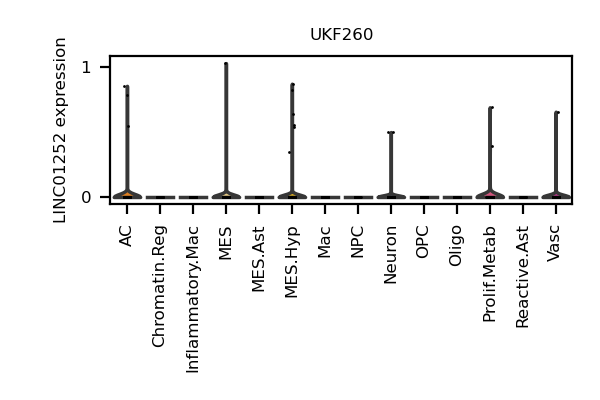 UKF260
LINC01252 expression
1
0
AC
Chromatin.Reg
Inflammatory.Mac
MES
MES.Ast
MES.Hyp
Mac
NPC
Neuron
OPC
Oligo
Prolif.Metab
Reactive.Ast
Vasc